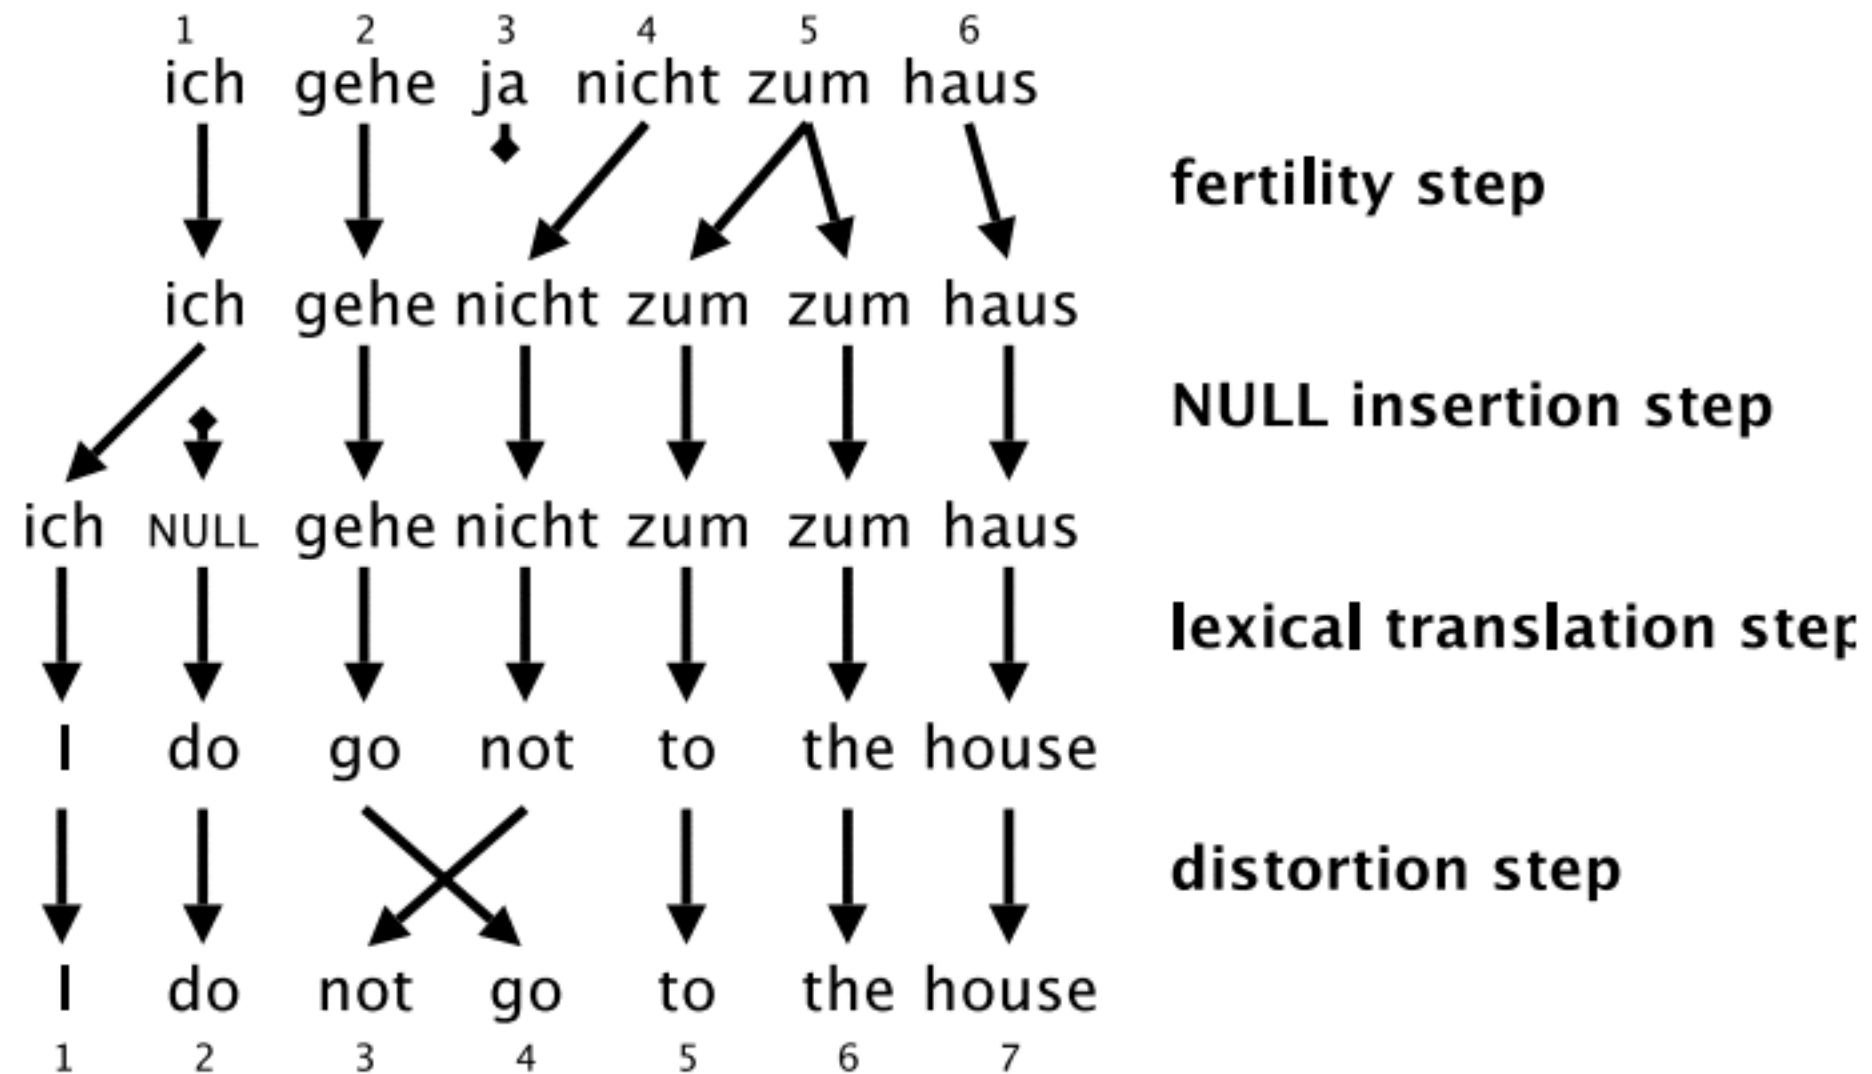 1 2 3 4 5 6
ich gehe ja nicht zum haus
fertility step
ich gehe nicht zum zum haus
NULL insertion step
ich NULL gehe nicht zum zum haus
lexical translation step
I do go not to the house
distortion step
I do not go to the house
1 2 3 4 5 6 7